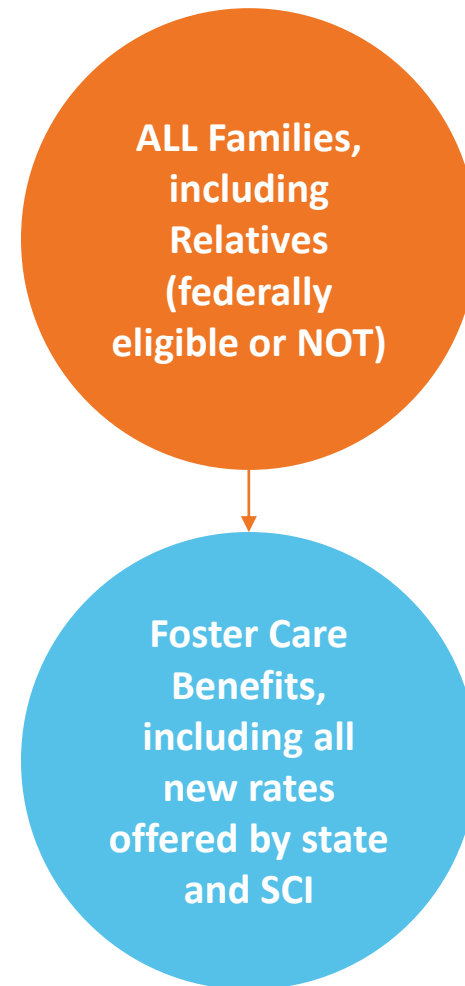 ALL Families,
including
Relatives
(federally
eligible or NOT)
Foster Care
Benefits,
including all
new rates
offered by state
and SCI